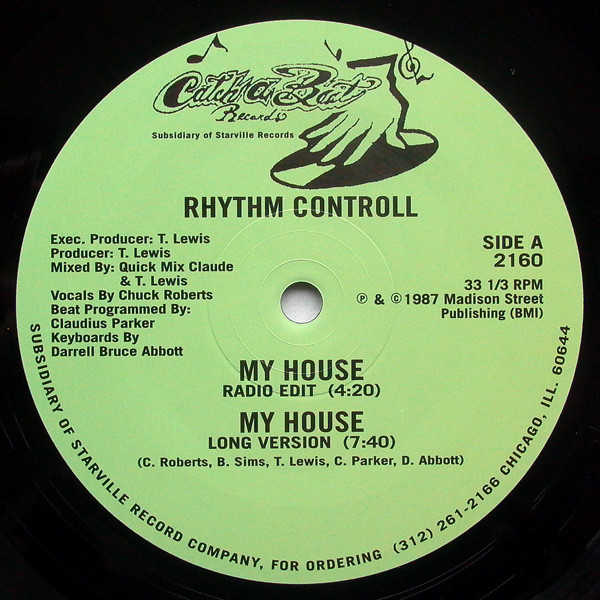 Catch A Beat
Records
Subsidiary of Starville Records
RHYTHM CONTROLL
Exec. Producer: T. Lewis
Producer: T. Lewis
Mixed By: Quick Mix Claude
& T. Lewis
Vocals By Chuck Roberts
Beat Programmed By:
Claudius Parker
Keyboards By
Darrell Bruce Abbott
SIDE A
2160
33 1/3 RPM
℗ & ©1987 Madison Street
Publishing (BMI)
MY HOUSE
RADIO EDIT (4:20)
MY HOUSE
LONG VERSION (7:40)
(C. Roberts, B. Sims, T. Lewis, C. Parker, D. Abbott)
SUBSIDIARY OF STARVILLE RECORD COMPANY, FOR ORDERING (312) 261-2166 CHICAGO, ILL. 60644